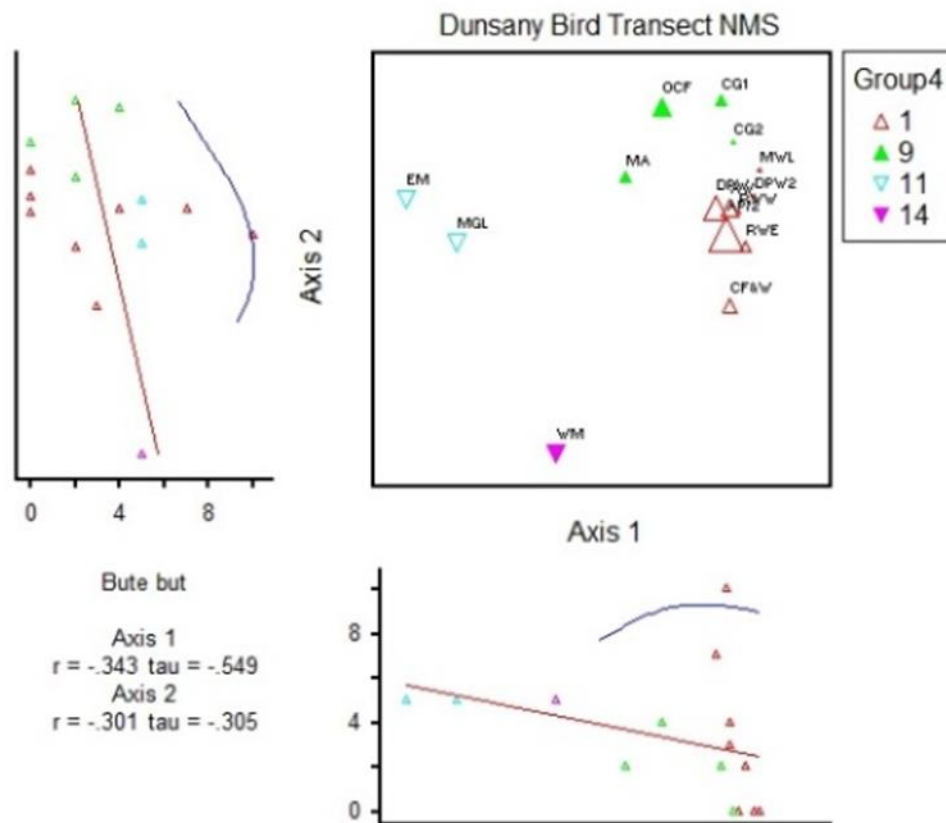 Dunsany Bird Transect NMS
Group4
1
9
11
14
OCF
CG1
CG2
MA
MWL
EM
DPW2
MGL
RWE
CF&W
WM
Axis 2
0 4 8
Axis 1
Bute but
Axis 1
r = -.343 tau = -.549
Axis 2
r = -.301 tau = -.305
8
4
0